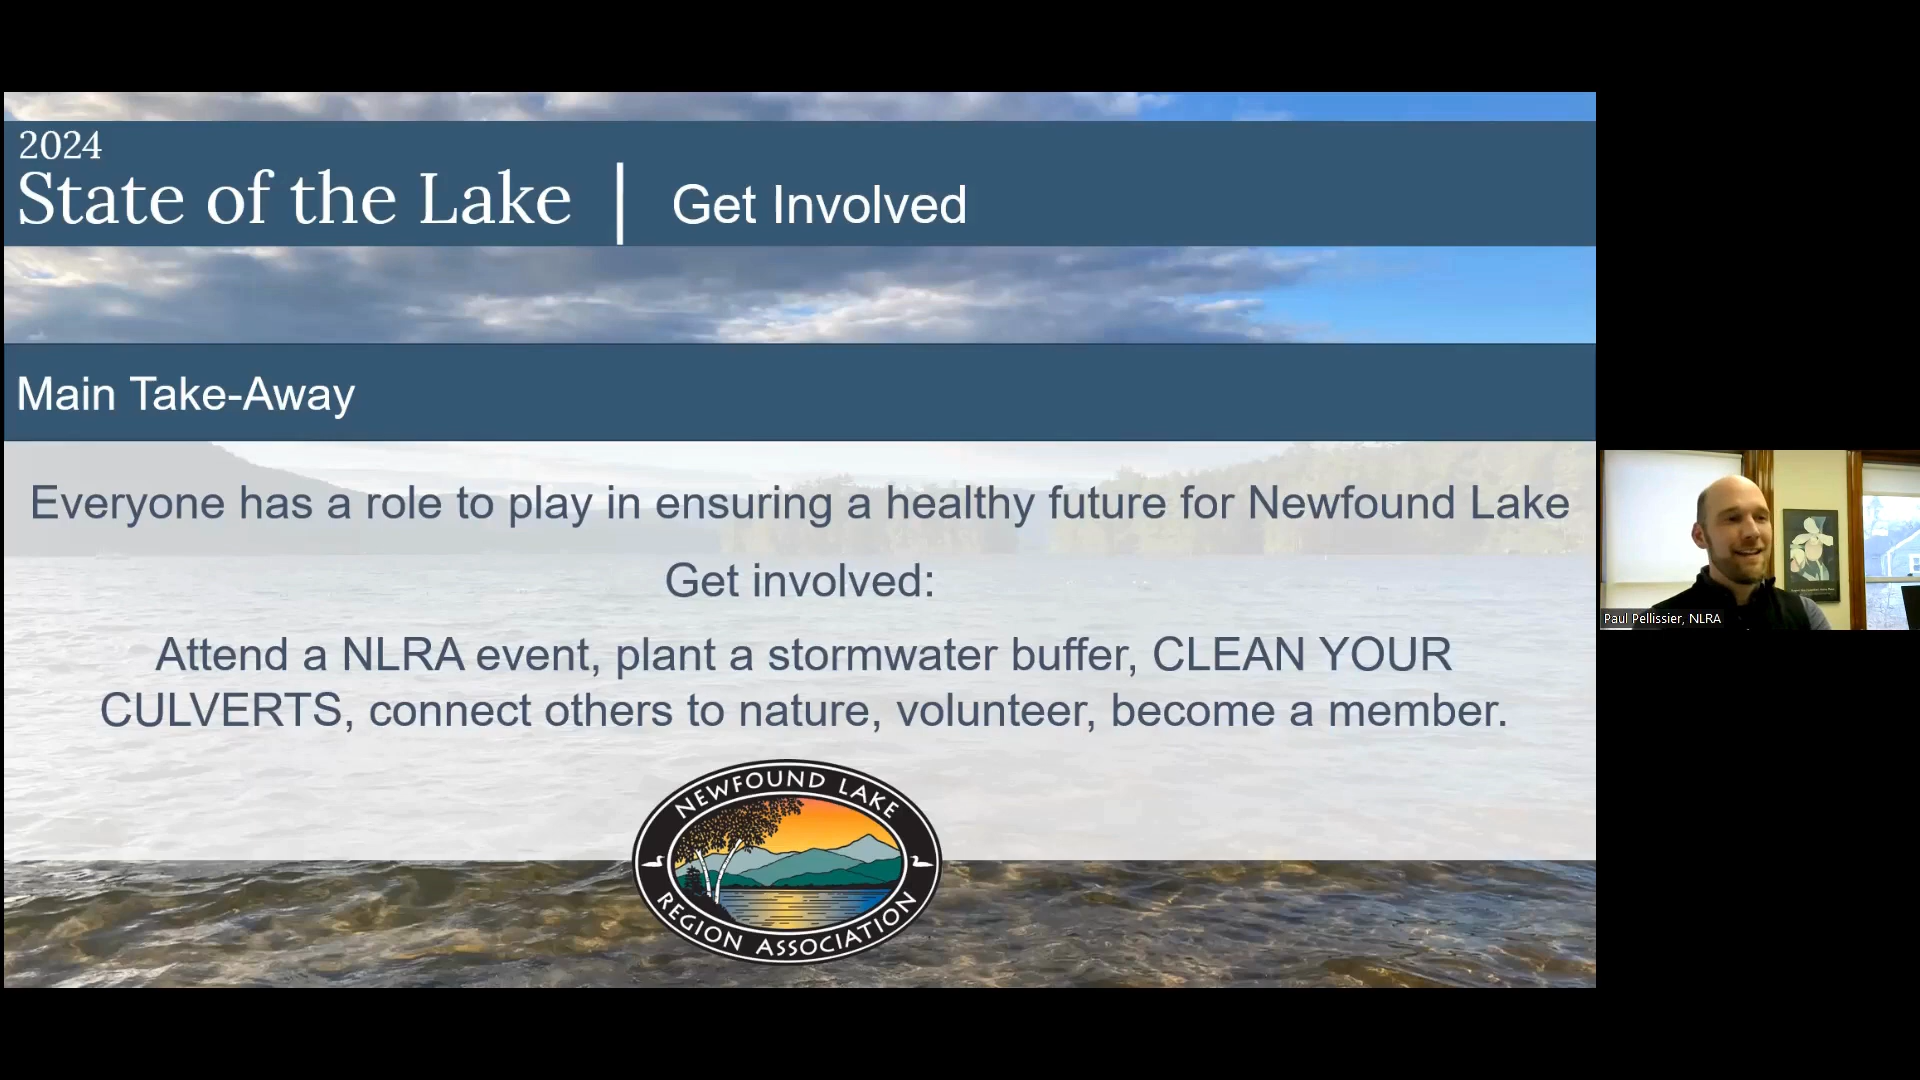 2024
State of the Lake | Get Involved
Main Take-Away
Everyone has a role to play in ensuring a healthy future for Newfound Lake
Get involved:
Attend a NLRA event, plant a stormwater buffer, CLEAN YOUR
CULVERTS, connect others to nature, volunteer, become a member.
NEWFOUND LAKE
REGION ASSOCIATION
Paul Pellissier, NLRA